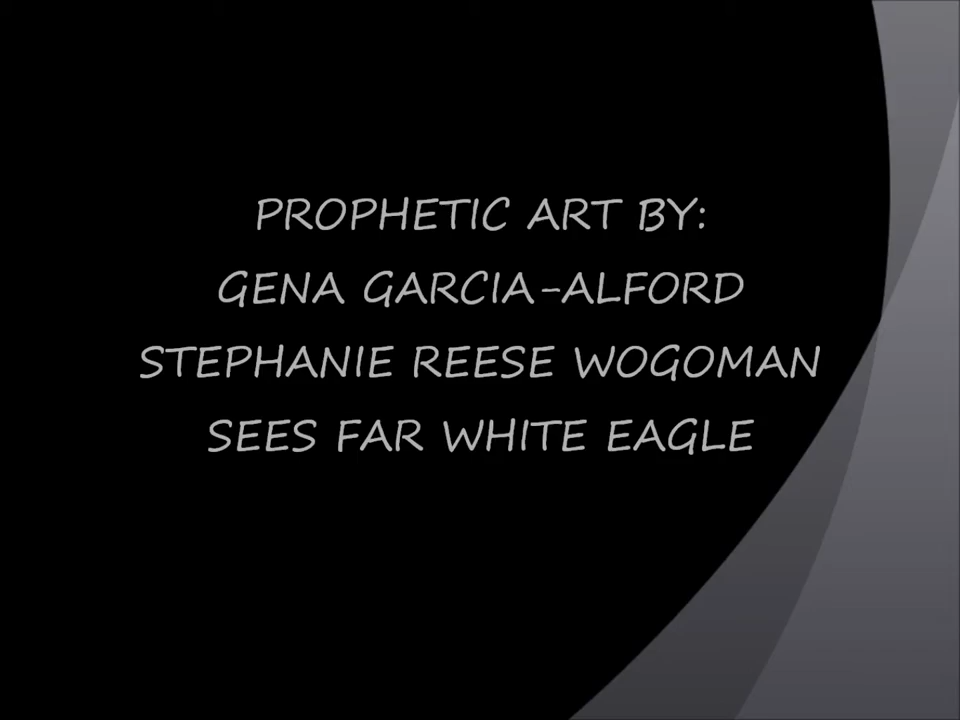 PROPHETIC ART BY:
GENA GARCIA-ALFORD
STEPHANIE REESE WOGOMAN
SEES FAR WHITE EAGLE